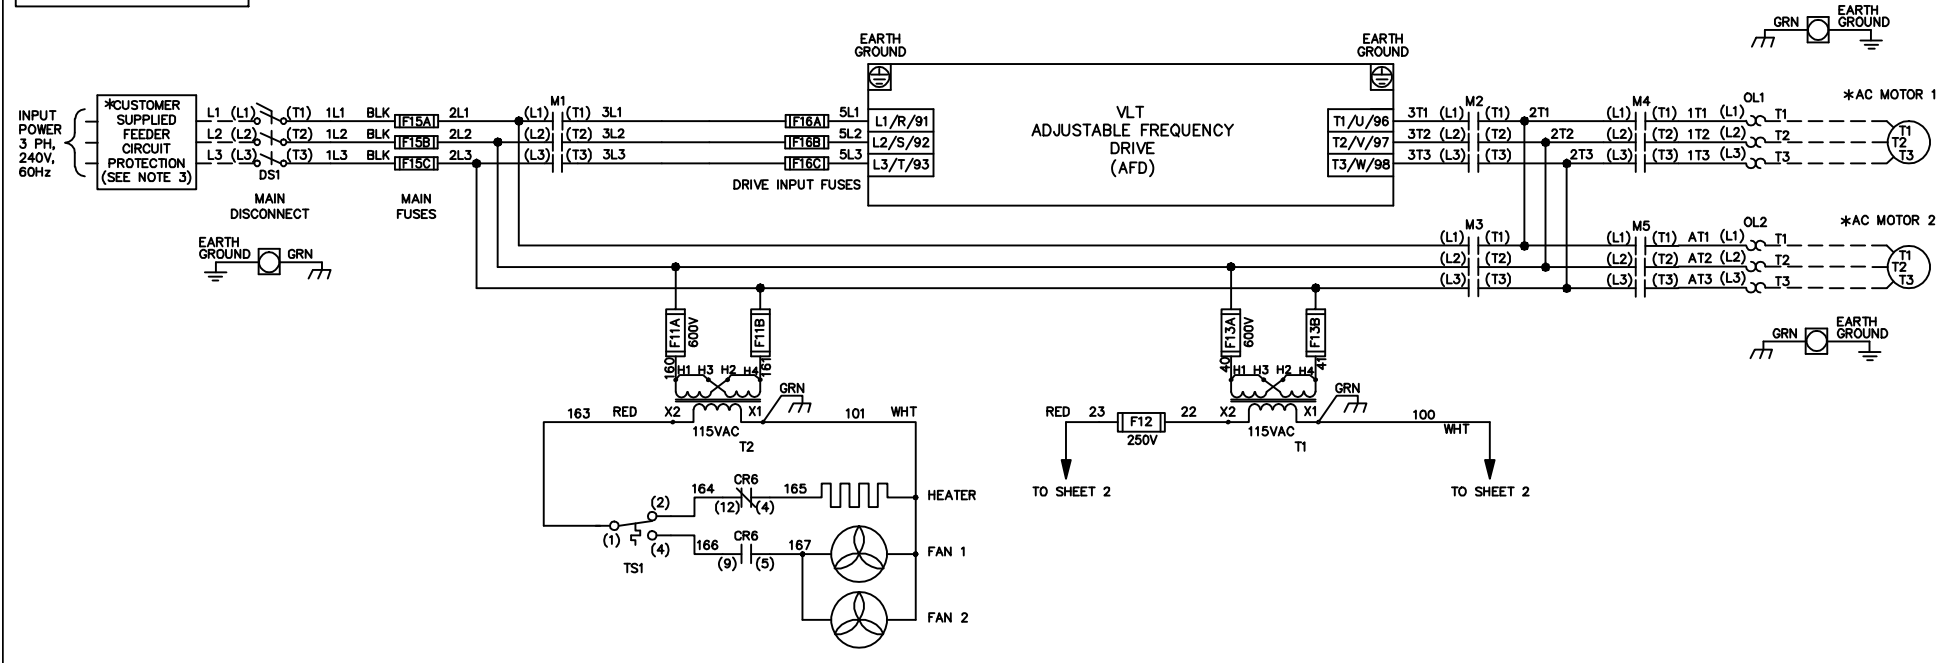 EARTH
GROUND
GRN
EARTH
GROUND
EARTH
GROUND
INPUT
POWER
3 PH,
240V,
60Hz
*CUSTOMER
SUPPLIED
FEEDER
CIRCUIT
PROTECTION
(SEE NOTE 3)
L1 (L1) (T1) 1L1 BLK F15A 2L1 (L1) M1 (T1) 3L1 F16A 5L1 L1/R/91
L2 (L2) (T2) 1L2 BLK F15B 2L2 (L2) (T2) 3L2 F16B 5L2 L2/S/92
L3 (L3) (T3) 1L3 BLK F15C 2L3 (L3) (T3) 3L3 F16C 5L3 L3/T/93
DS1
MAIN
DISCONNECT
MAIN
FUSES
DRIVE INPUT FUSES
VLT
ADJUSTABLE FREQUENCY
DRIVE
(AFD)
M2 M4 OL1 *AC MOTOR 1
T1/U/96 3T1 (L1) (T1) 2T1 (L1) (T1) 1T1 (L1) T1
T2/V/97 3T2 (L2) (T2) 2T2 (L2) (T2) 1T2 (L2) T2
T3/W/98 3T3 (L3) (T3) 2T3 (L3) (T3) 1T3 (L3) T3
T1
T2
T3
EARTH
GROUND
GRN
M3 M5 OL2 *AC MOTOR 2
(L1) (T1) (L1) (T1) AT1 (L1) T1
(L2) (T2) (L2) (T2) AT2 (L2) T2
(L3) (T3) (L3) (T3) AT3 (L3) T3
T1
T2
T3
GRN
EARTH
GROUND
F11A
600V
F11B
160
161
H1 H3 H2 H4
GRN
163 RED X2 X1 101 WHT
115VAC
T2
F13A
600V
F13B
40
41
H1 H3 H2 H4
GRN
RED 23 F12 22 X2 X1 100
WHT
250V
115VAC
T1
TO SHEET 2
TO SHEET 2
CR6
164 165 HEATER
(2) (12) (4)
(1)
(4)
TS1
CR6
166 167 FAN 1
(9) (5)
FAN 2